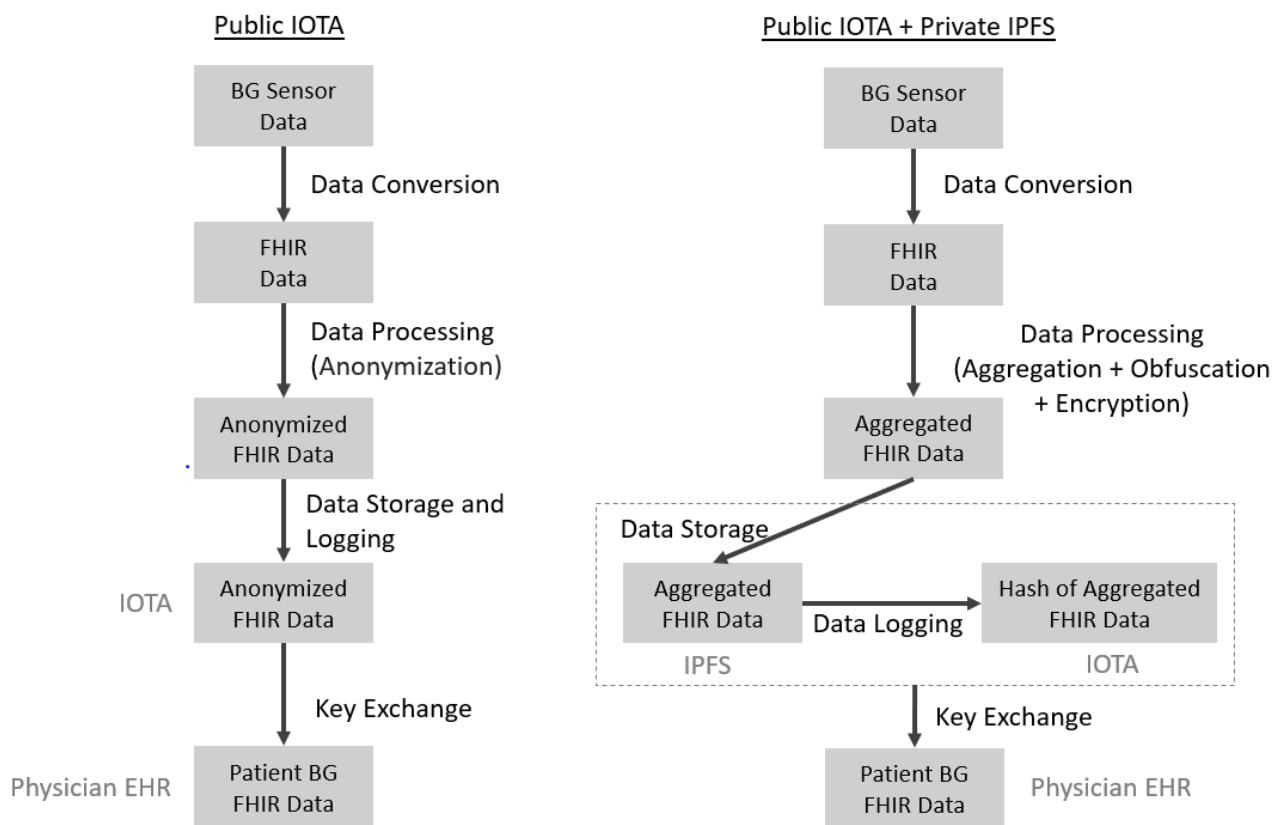 Public IOTA
BG Sensor
Data
Data Conversion
FHIR
Data
Data Processing
(Anonymization)
Anonymized
FHIR Data
Data Storage and
Logging
IOTA
Anonymized
FHIR Data
Key Exchange
Physician EHR
Patient BG
FHIR Data
Public IOTA + Private IPFS
BG Sensor
Data
Data Conversion
FHIR
Data
Data Processing
(Aggregation + Obfuscation
+ Encryption)
Aggregated
FHIR Data
Data Storage
Aggregated
FHIR Data
IPFS
Data Logging
Hash of Aggregated
FHIR Data
IOTA
Key Exchange
Patient BG
FHIR Data
Physician EHR